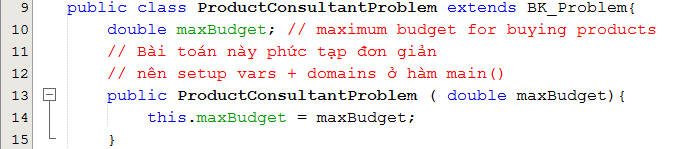 9 public class ProductConsultantProblem extends BK_Problem{
10 double maxBudget; // maximum budget for buying products
11 // Bài toán này phức tạp đơn giản
12 // nên setup vars + domains ở hàm main()
13 public ProductConsultantProblem ( double maxBudget){
14 this.maxBudget = maxBudget;
15 }